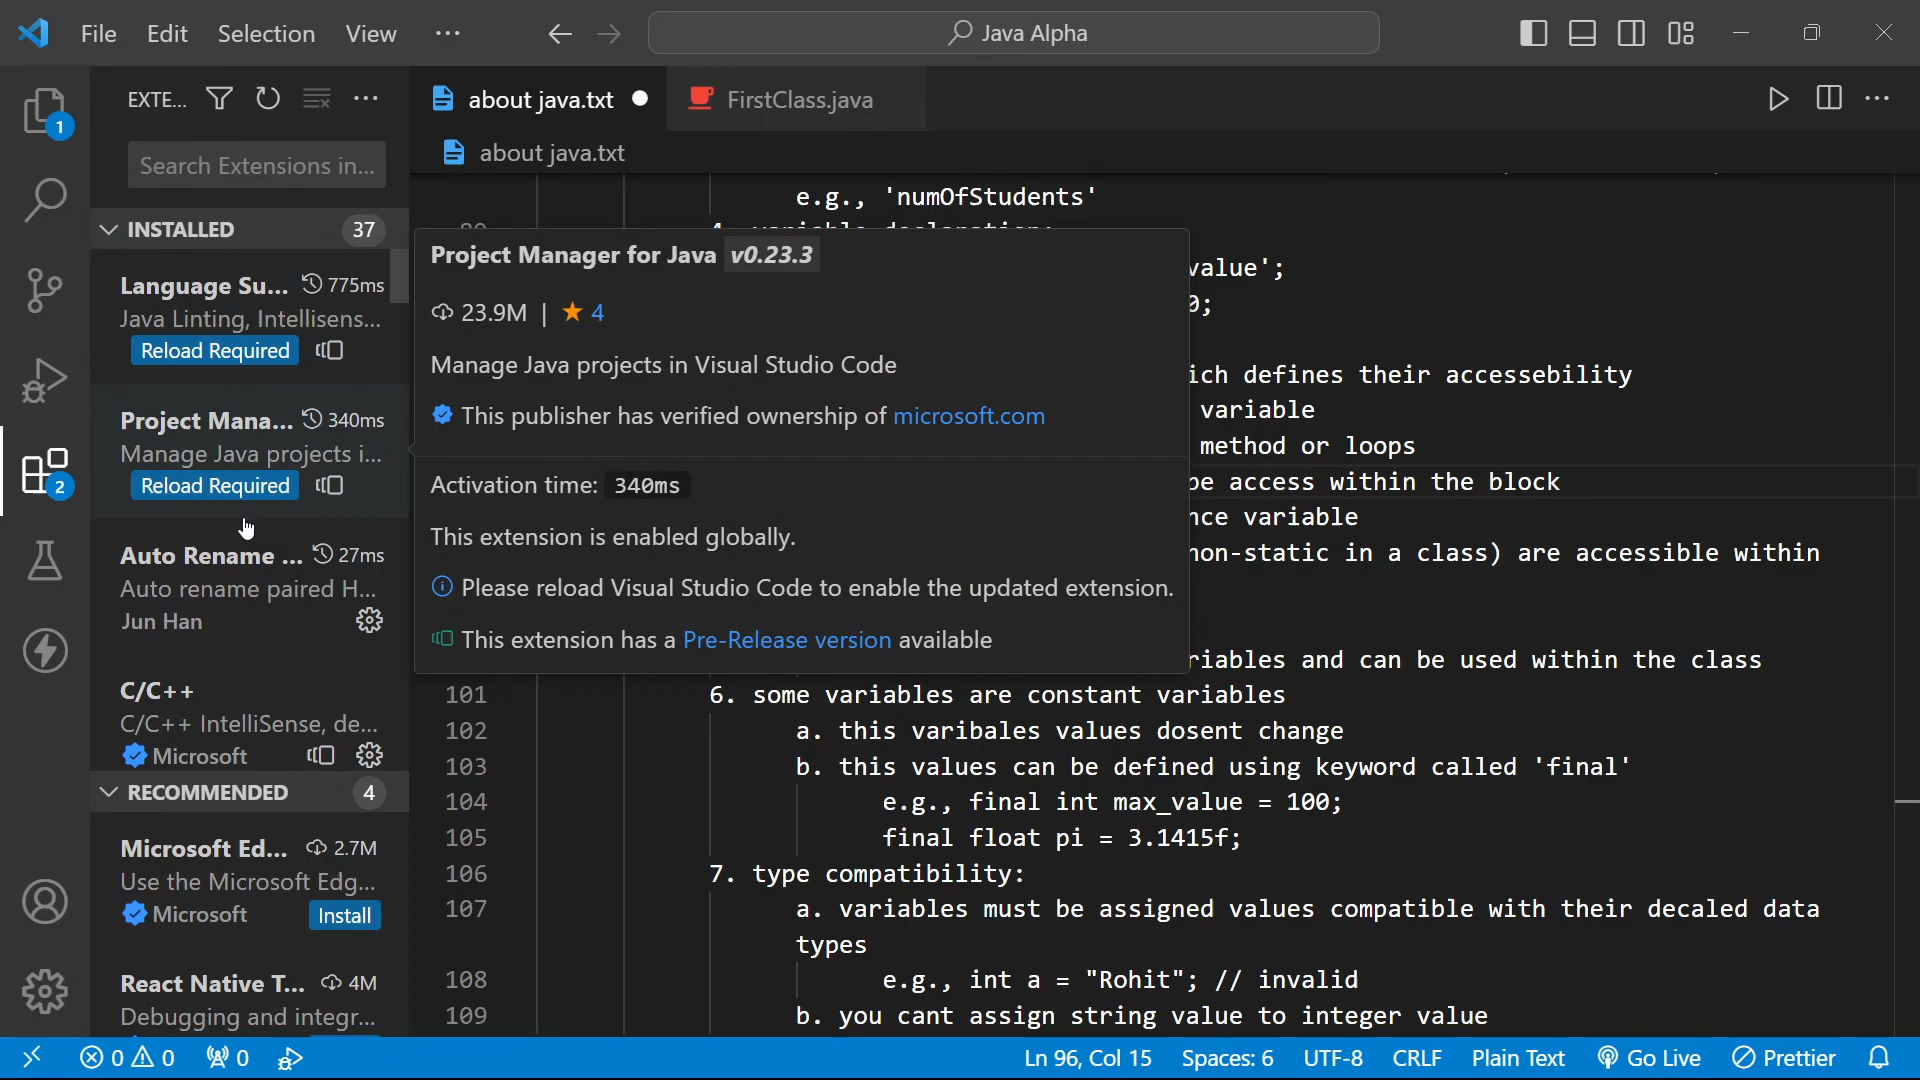 File Edit Selection View ··· Java Alpha
EXTE...
about java.txt FirstClass.java
Search Extensions in...
about java.txt
INSTALLED 37
Language Su... 775ms
Java Linting, Intellisens...
Reload Required
Project Mana... 340ms
Manage Java projects i...
Reload Required
Auto Rename ... 27ms
Auto rename paired H...
Jun Han
C/C++
C/C++ IntelliSense, de...
Microsoft
RECOMMENDED 4
Microsoft Ed... 2.7M
Use the Microsoft Edg...
Microsoft Install
React Native T... 4M
Debugging and integr...
1
2
Project Manager for Java v0.23.3
23.9M | ★ 4
Manage Java projects in Visual Studio Code
This publisher has verified ownership of microsoft.com
Activation time: 340ms
This extension is enabled globally.
Please reload Visual Studio Code to enable the updated extension.
This extension has a Pre-Release version available
e.g., 'numOfStudents'
value';
0;
ich defines their accessebility
variable
method or loops
be access within the block
nce variable
non-static in a class) are accessible within
riables and can be used within the class
101 6. some variables are constant variables
102 a. this varibales values dosent change
103 b. this values can be defined using keyword called 'final'
104 e.g., final int max_value = 100;
105 final float pi = 3.1415f;
106 7. type compatibility:
107 a. variables must be assigned values compatible with their decaled data
types
108 e.g., int a = "Rohit"; // invalid
109 b. you cant assign string value to integer value
0 0 0 Ln 96, Col 15 Spaces: 6 UTF-8 CRLF Plain Text Go Live Prettier